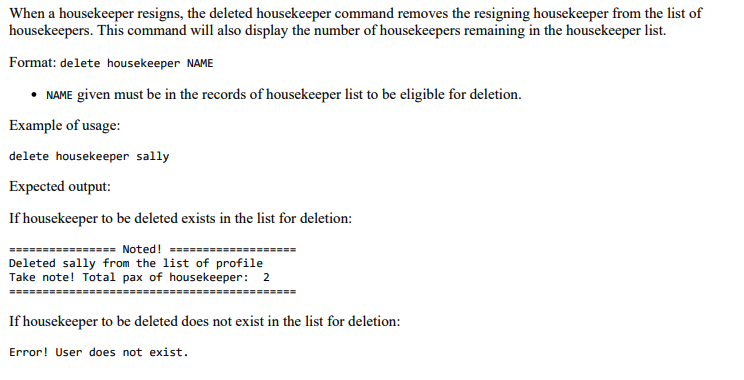 When a housekeeper resigns, the deleted housekeeper command removes the resigning housekeeper from the list of
housekeepers. This command will also display the number of housekeepers remaining in the housekeeper list.
Format: delete housekeeper NAME
• NAME given must be in the records of housekeeper list to be eligible for deletion.
Example of usage:
delete housekeeper sally
Expected output:
If housekeeper to be deleted exists in the list for deletion:
================ Noted! ===================
Deleted sally from the list of profile
Take note! Total pax of housekeeper:  2
===========================================
If housekeeper to be deleted does not exist in the list for deletion:
Error! User does not exist.